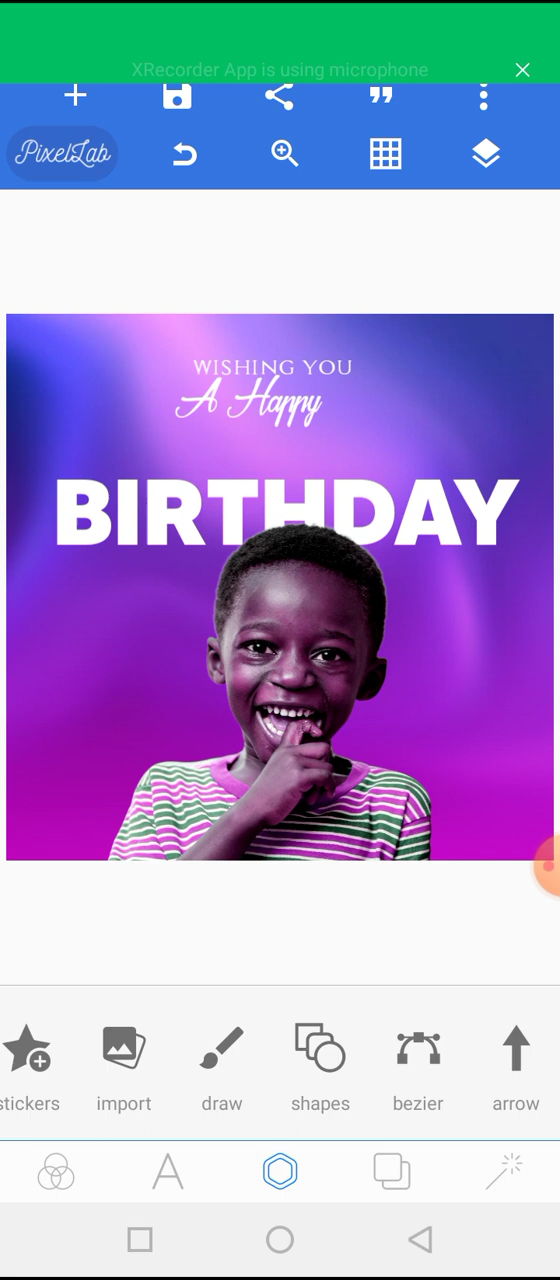 XRecorder App is using microphone
PixelLab
WISHING YOU
A Happy
BIRTHDAY
stickers
import
draw
shapes
bezier
arrow